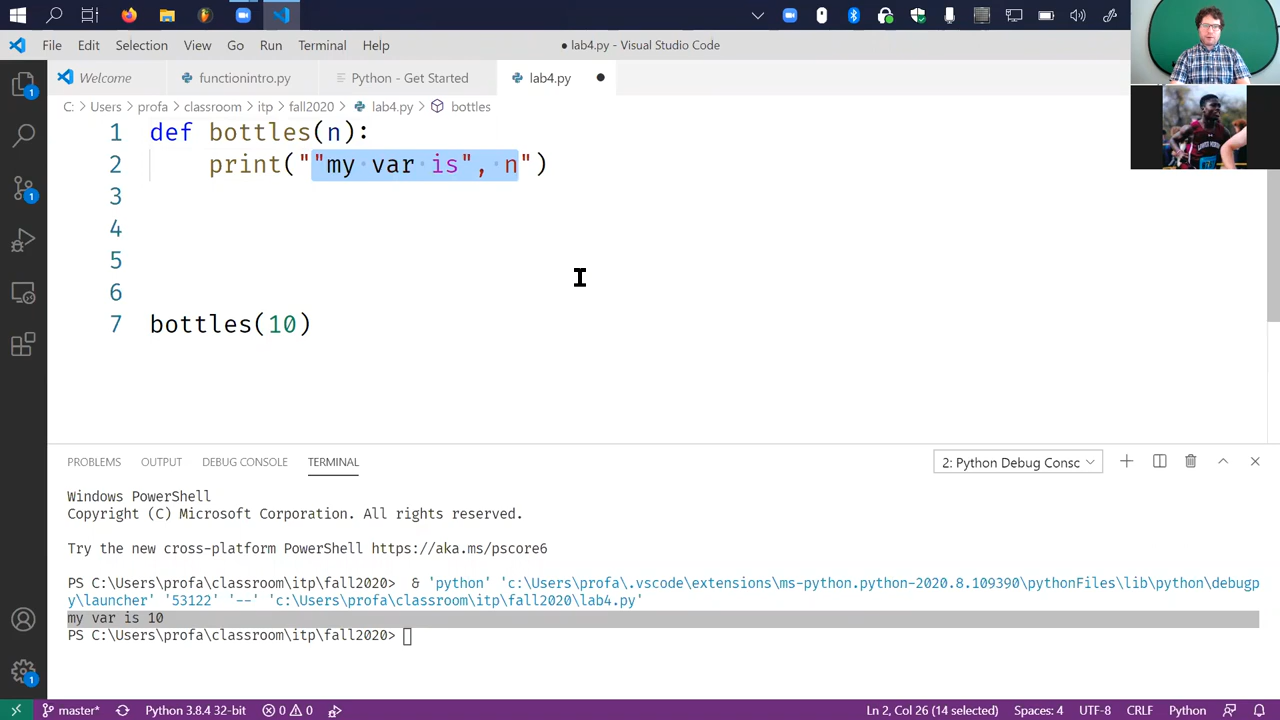 File Edit Selection View Go Run Terminal Help
● lab4.py - Visual Studio Code
Welcome functionintro.py Python - Get Started lab4.py
C: > Users > profa > classroom > itp > fall2020 > lab4.py > bottles
1 def bottles(n):
2 print(""my var is", n")
3
4
5
6
7 bottles(10)
PROBLEMS OUTPUT DEBUG CONSOLE TERMINAL
2: Python Debug Consc
Windows PowerShell
Copyright (C) Microsoft Corporation. All rights reserved.
Try the new cross-platform PowerShell https://aka.ms/pscore6
PS C:\Users\profa\classroom\itp\fall2020> & 'python' 'c:\Users\profa\.vscode\extensions\ms-python.python-2020.8.109390\pythonFiles\lib\python\debugp
y\launcher' '53122' '--' 'c:\Users\profa\classroom\itp\fall2020\lab4.py'
my var is 10
PS C:\Users\profa\classroom\itp\fall2020>
1
1
1
master* Python 3.8.4 32-bit 0 0 Ln 2, Col 26 (14 selected) Spaces: 4 UTF-8 CRLF Python